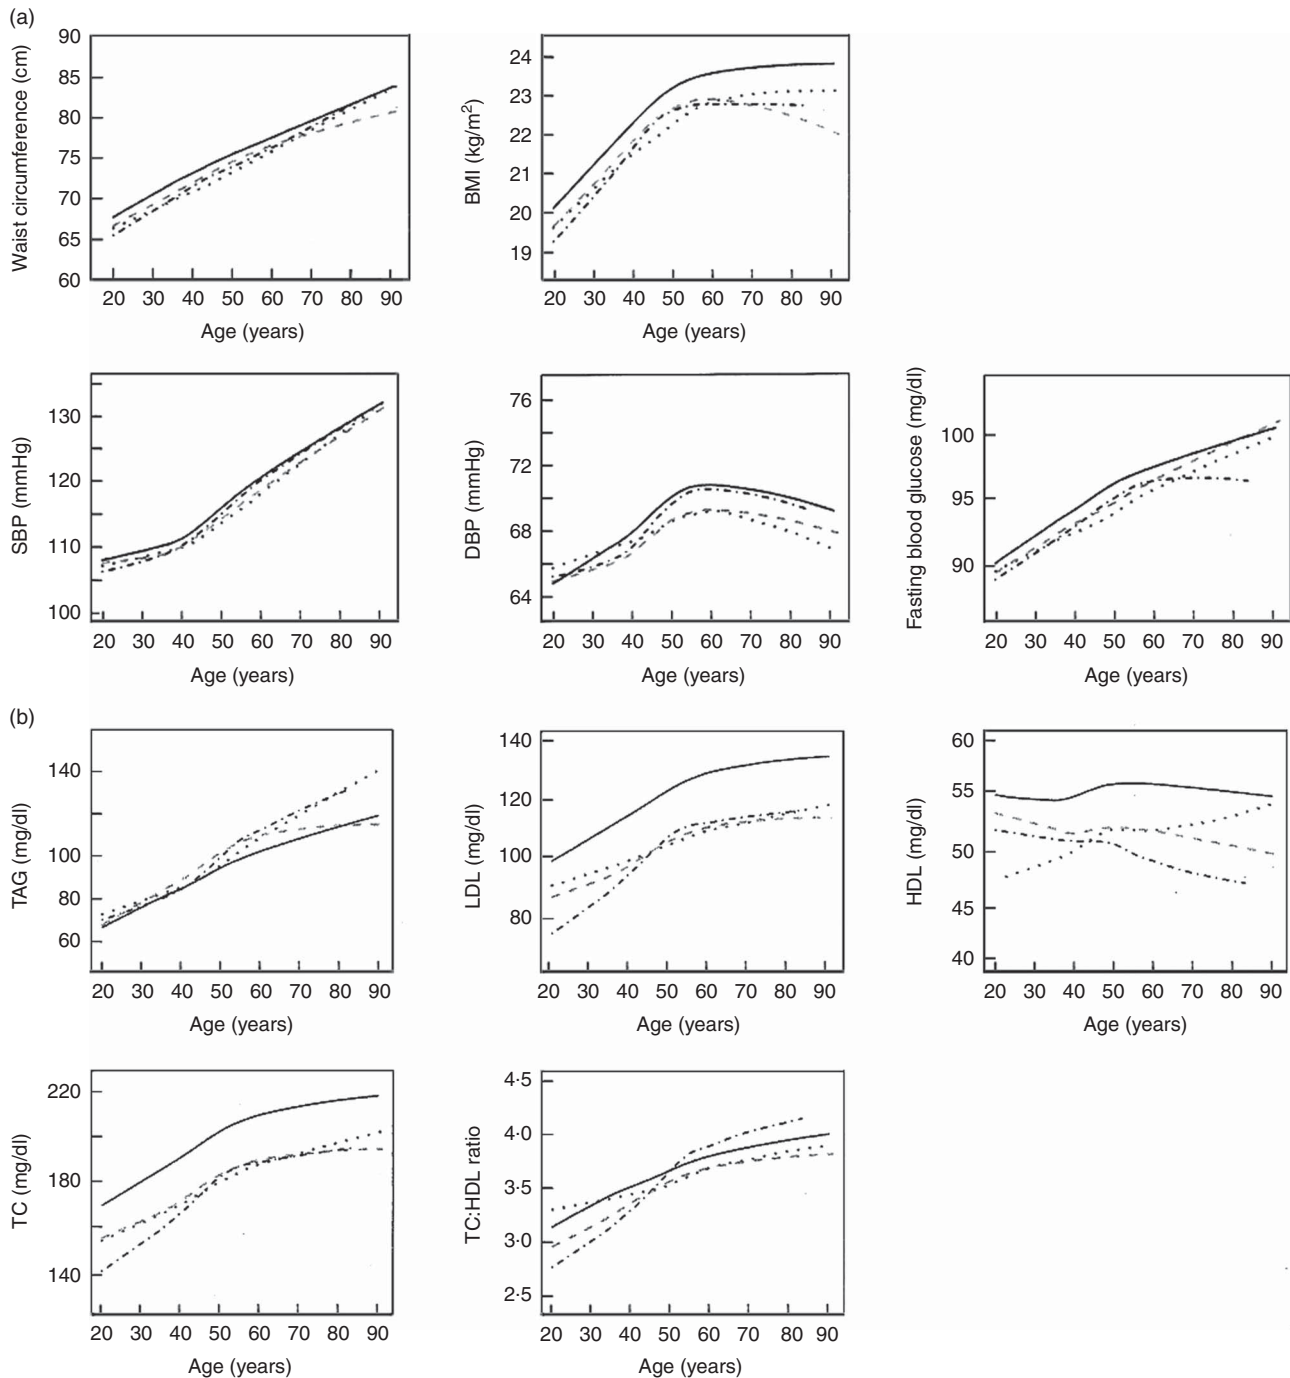 (a)
Waist circumference (cm)
90
85
80
75
70
65
60
20 30 40 50 60 70 80 90
Age (years)
BMI (kg/m²)
24
23
22
21
20
19
20 30 40 50 60 70 80 90
Age (years)
SBP (mmHg)
130
120
110
100
20 30 40 50 60 70 80 90
Age (years)
DBP (mmHg)
76
72
68
64
20 30 40 50 60 70 80 90
Age (years)
Fasting blood glucose (mg/dl)
100
95
90
20 30 40 50 60 70 80 90
Age (years)
(b)
TAG (mg/dl)
140
100
80
60
20 30 40 50 60 70 80 90
Age (years)
LDL (mg/dl)
140
120
100
80
20 30 40 50 60 70 80 90
Age (years)
HDL (mg/dl)
60
55
50
45
40
20 30 40 50 60 70 80 90
Age (years)
TC (mg/dl)
220
180
140
20 30 40 50 60 70 80 90
Age (years)
TC:HDL ratio
4·5
4·0
3·5
3·0
2·5
20 30 40 50 60 70 80 90
Age (years)